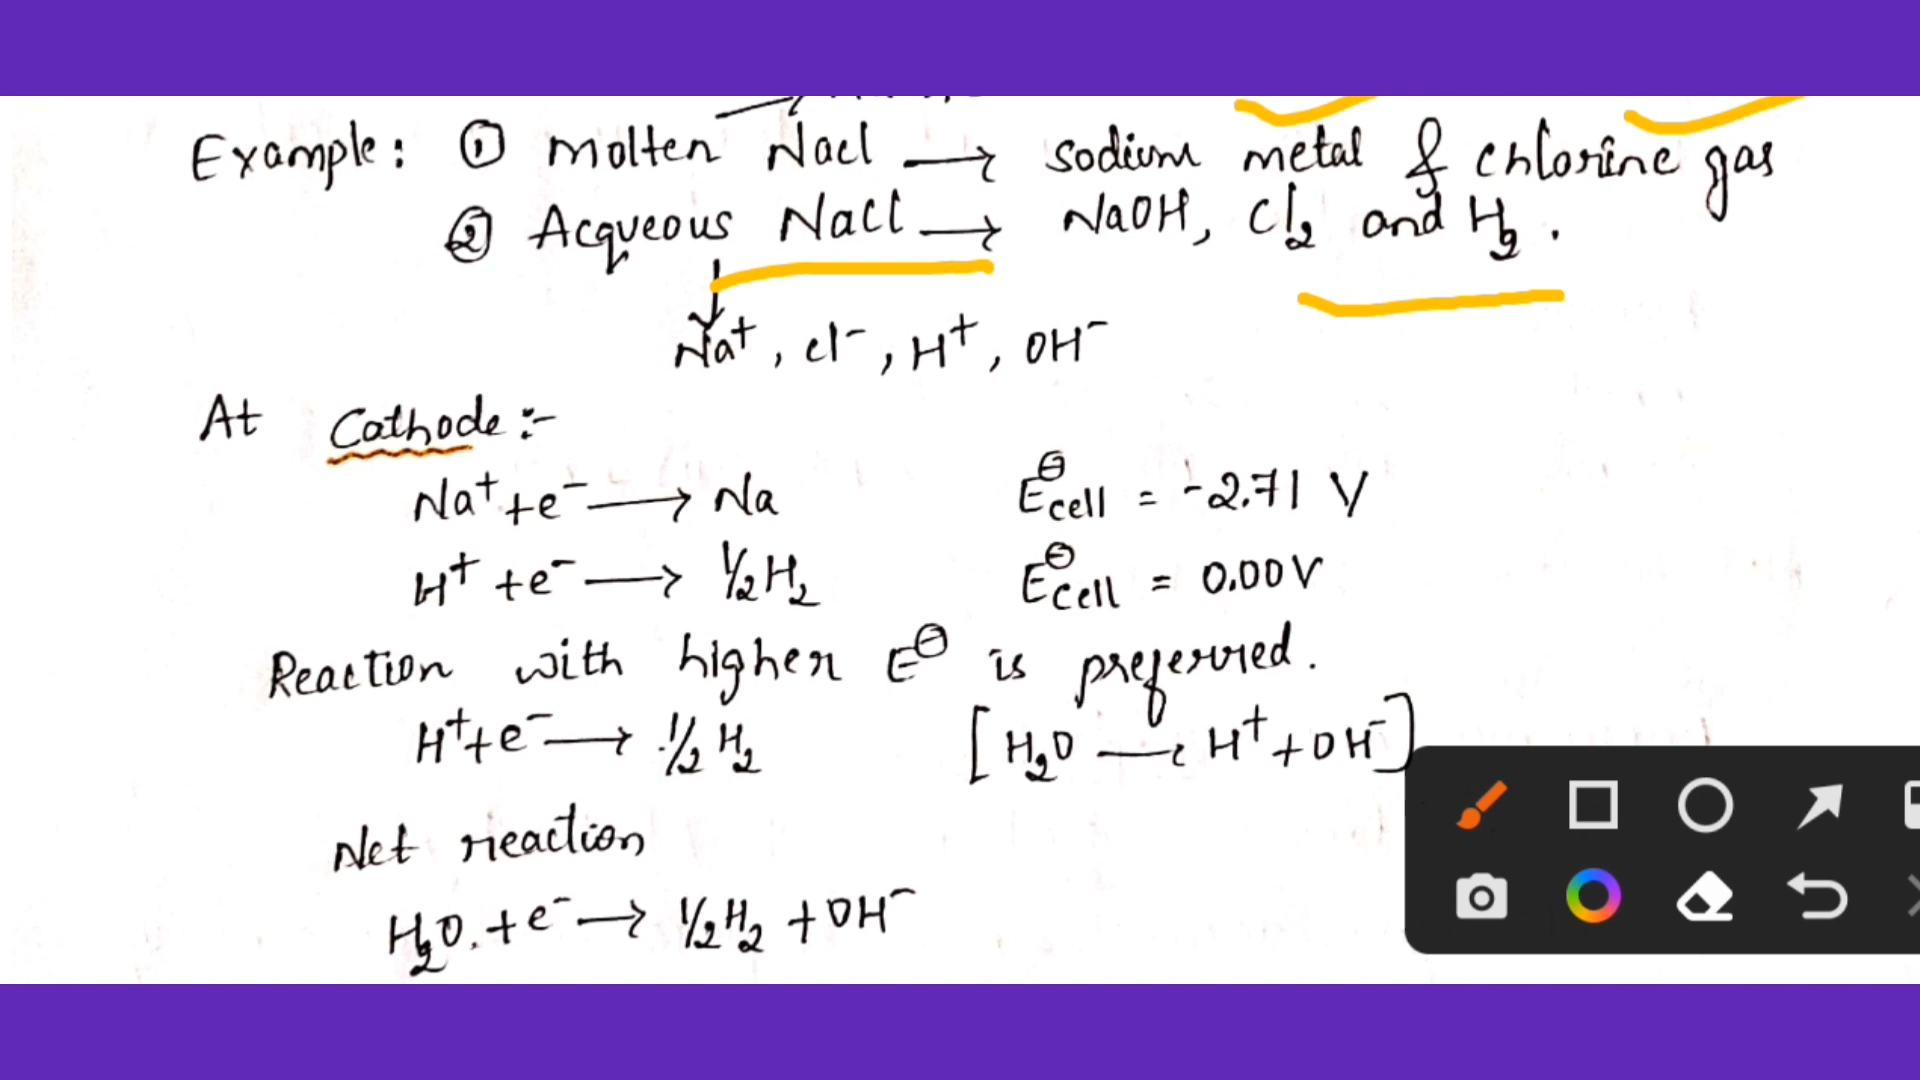 Example: ① Molten Nacl → sodium metal & chlorine gas
② Acqueous NaCl → NaOH, Cl₂ and H₂.
Na⁺, cl⁻, H⁺, OH⁻
At Cathode :-
Na⁺ + e⁻ → Na E⊖cell = -2.71 V
H⁺ + e⁻ → ½H₂ E⊖cell = 0.00V
Reaction with higher E⊖ is preferred.
H⁺ + e⁻ → ½ H₂ [H₂O → H⁺ + OH⁻]
Net reaction
H₂O + e⁻ → ½H₂ + OH⁻